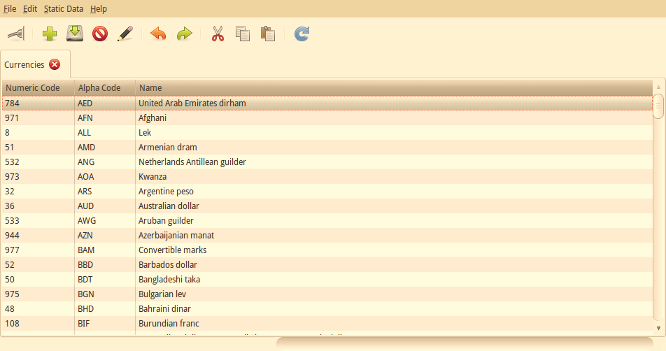 File Edit Static Data Help
Currencies
Numeric Code Alpha Code Name
784 AED United Arab Emirates dirham
971 AFN Afghani
8 ALL Lek
51 AMD Armenian dram
532 ANG Netherlands Antillean guilder
973 AOA Kwanza
32 ARS Argentine peso
36 AUD Australian dollar
533 AWG Aruban guilder
944 AZN Azerbaijanian manat
977 BAM Convertible marks
52 BBD Barbados dollar
50 BDT Bangladeshi taka
975 BGN Bulgarian lev
48 BHD Bahraini dinar
108 BIF Burundian franc